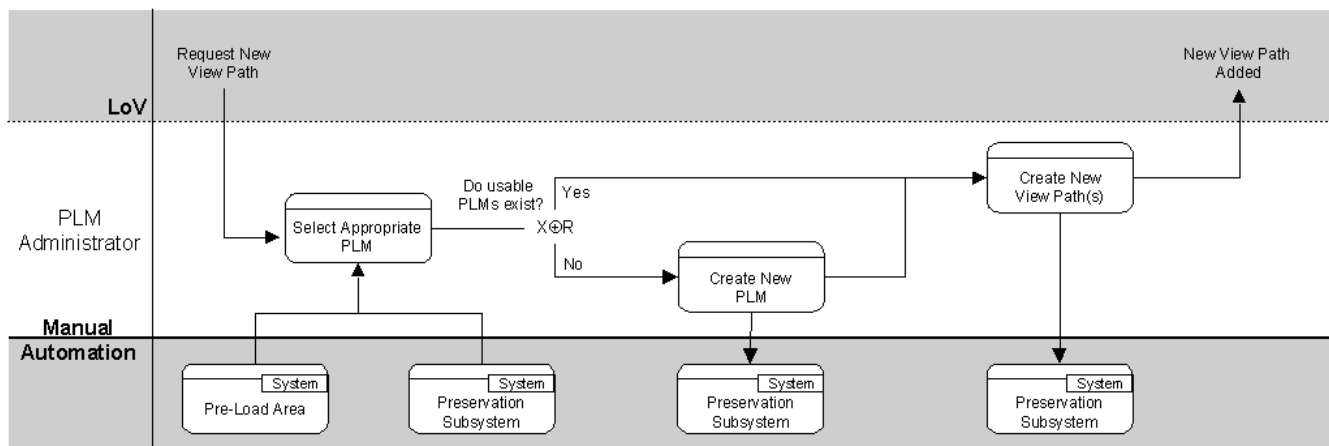 Request New
View Path
New View Path
Added
LoV
Do usable
PLMs exist?
Yes
Create New
View Path(s)
PLM
Administrator
Select Appropriate
PLM
X⊕R
No
Create New
PLM
Manual
Automation
System
Pre-Load Area
System
Preservation
Subsystem
System
Preservation
Subsystem
System
Preservation
Subsystem